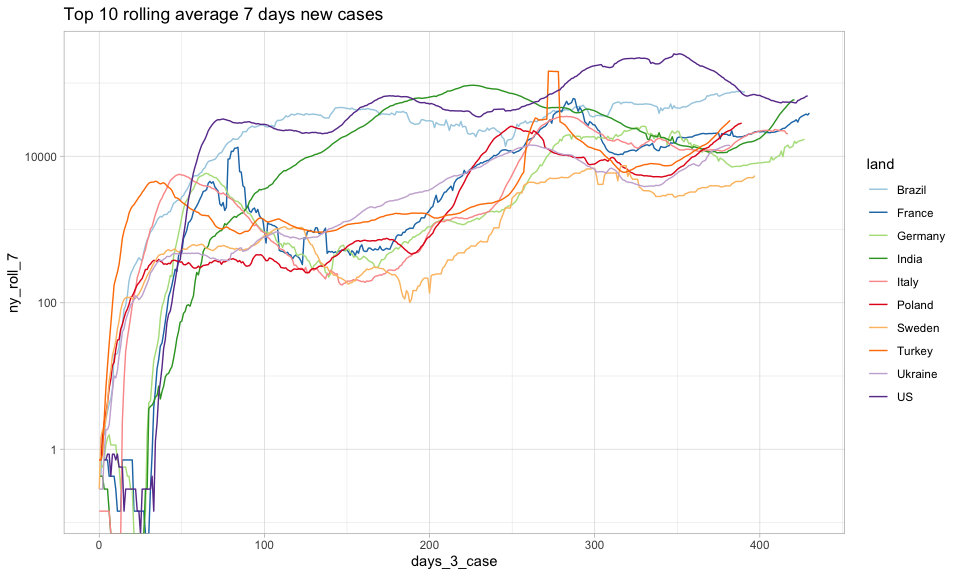 Top 10 rolling average 7 days new cases
ny_roll_7
10000
100
1
0
100
200
300
400
days_3_case
land
Brazil
France
Germany
India
Italy
Poland
Sweden
Turkey
Ukraine
US